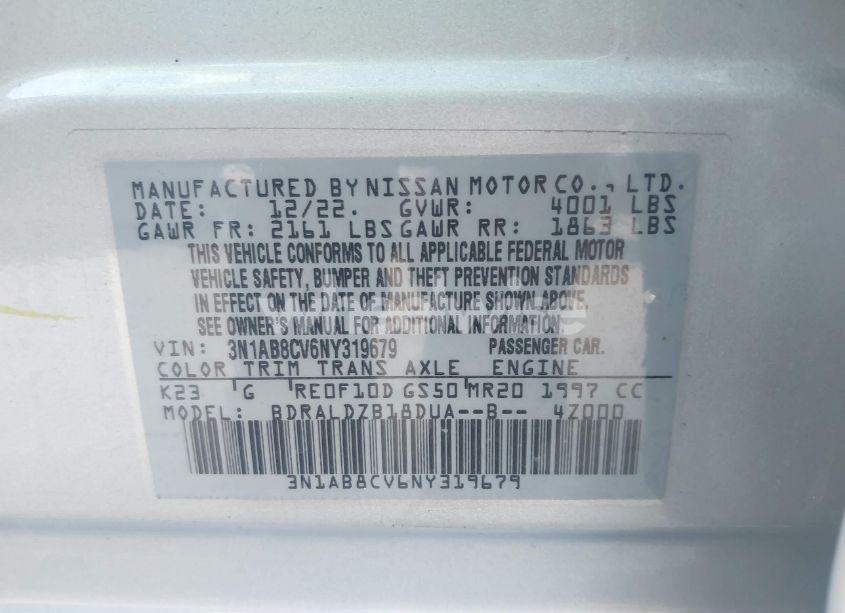 MANUFACTURED BY NISSAN MOTOR CO., LTD.
DATE: 12/22. GVWR: 4001 LBS
GAWR FR: 2161 LBS GAWR RR: 1863 LBS
THIS VEHICLE CONFORMS TO ALL APPLICABLE FEDERAL MOTOR
VEHICLE SAFETY, BUMPER AND THEFT PREVENTION STANDARDS
IN EFFECT ON THE DATE OF MANUFACTURE SHOWN ABOVE.
SEE OWNER'S MANUAL FOR ADDITIONAL INFORMATION.
VIN: 3N1AB8CV6NY319679 PASSENGER CAR.
COLOR TRIM TRANS AXLE ENGINE
K23 G RE0F10D GS50 MR20 1997 CC
MODEL: BDRALDZB18DUA--B-- 4Z000
3N1AB8CV6NY319679